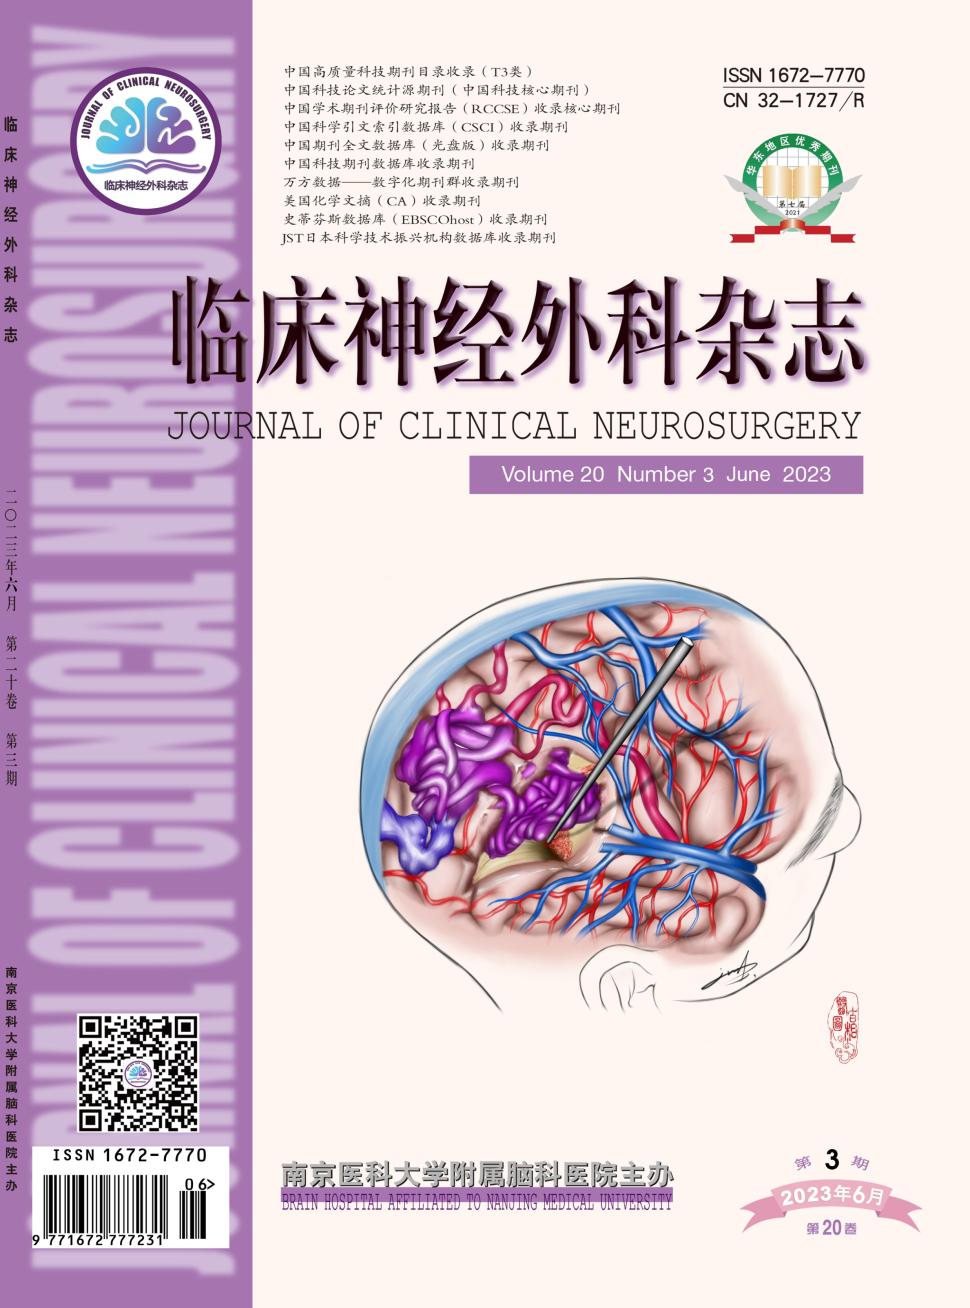 临床神经外科杂志
二〇二三年六月 第二十卷 第三期
南京医科大学附属脑科医院主办
JOURNAL OF CLINICAL NEUROSURGERY
JOURNAL OF CLINICAL NEUROSURGERY
临床神经外科杂志
中国高质量科技期刊目录收录（T3类）
中国科技论文统计源期刊（中国科技核心期刊）
中国学术期刊评价研究报告（RCCSE）收录核心期刊
中国科学引文索引数据库（CSCI）收录期刊
中国期刊全文数据库（光盘版）收录期刊
中国科技期刊数据库收录期刊
万方数据——数字化期刊群收录期刊
美国化学文摘（CA）收录期刊
史蒂芬斯数据库（EBSCOhost）收录期刊
JST日本科学技术振兴机构数据库收录期刊
ISSN 1672-7770
CN 32-1727/R
华东地区优秀期刊
第七届
2021
临床神经外科杂志
JOURNAL OF CLINICAL NEUROSURGERY
Volume 20 Number 3 June 2023
ISSN 1672-7770
06>
9 771672 777231
南京医科大学附属脑科医院主办
BRAIN HOSPITAL AFFILIATED TO NANJING MEDICAL UNIVERSITY
第 3 期
2023年6月
第20卷